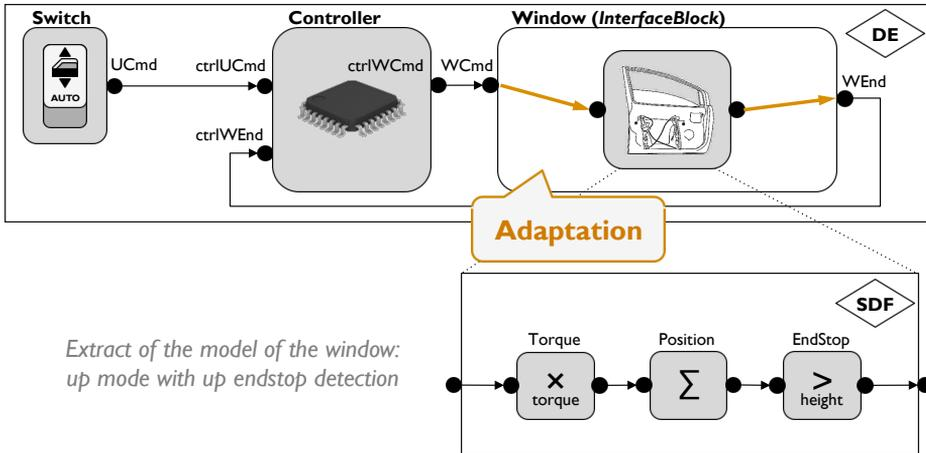 Switch
Controller
Window (InterfaceBlock)
DE
UCmd
ctrlUCmd
ctrlWCmd
WCmd
WEnd
AUTO
ctrlWEnd
Adaptation
SDF
Extract of the model of the window:
up mode with up endstop detection
Torque
Position
EndStop
×
torque
Σ
>
height